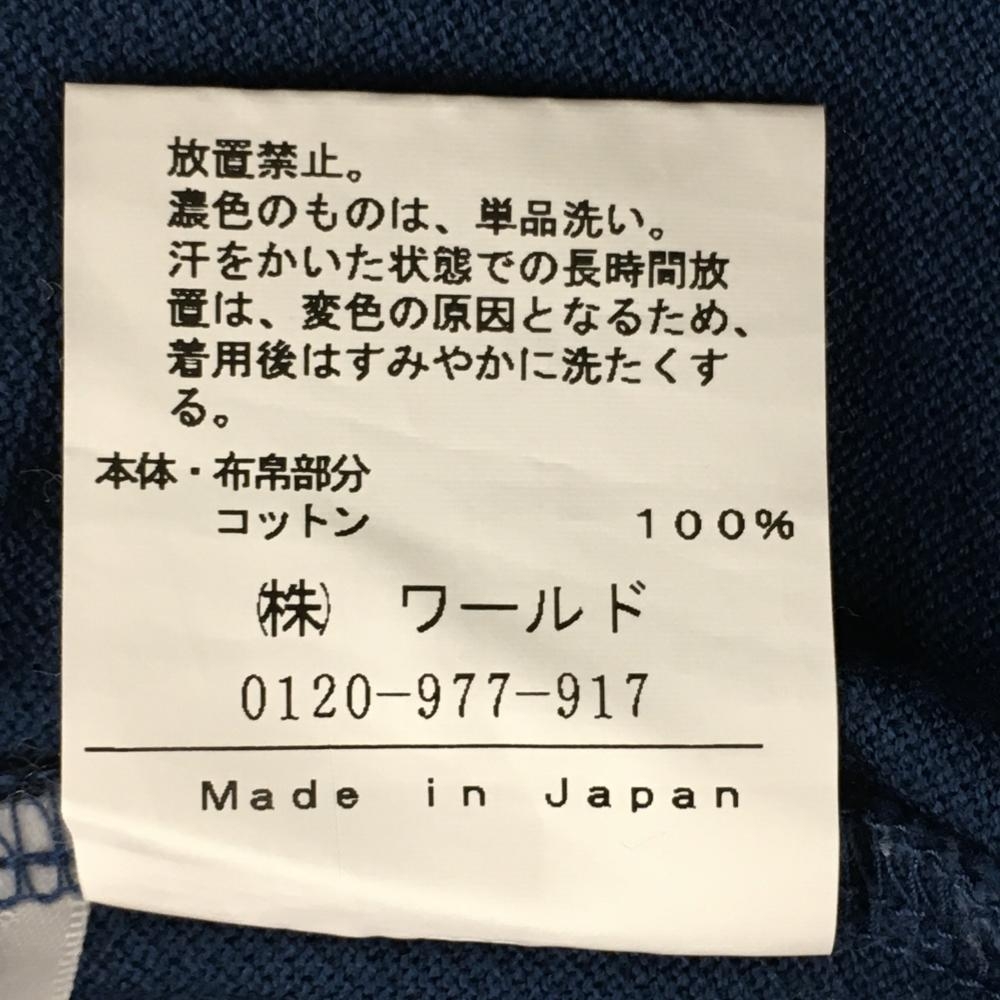 放置禁止。
濃色のものは、単品洗い。
汗をかいた状態での長時間放
置は、変色の原因となるため、
着用後はすみやかに洗たくす
る。
本体・布帛部分
コットン 100%
㈱ ワールド
0120-977-917
Made in Japan